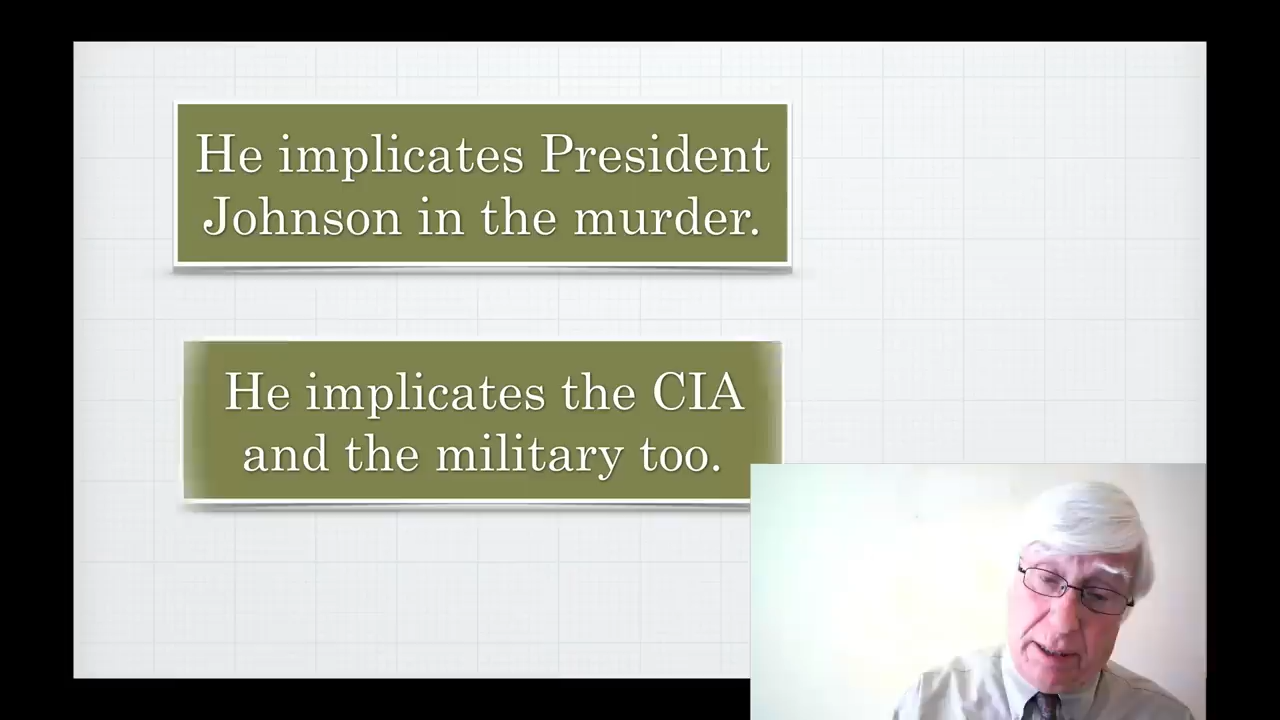 He implicates President
Johnson in the murder.
He implicates the CIA
and the military too.